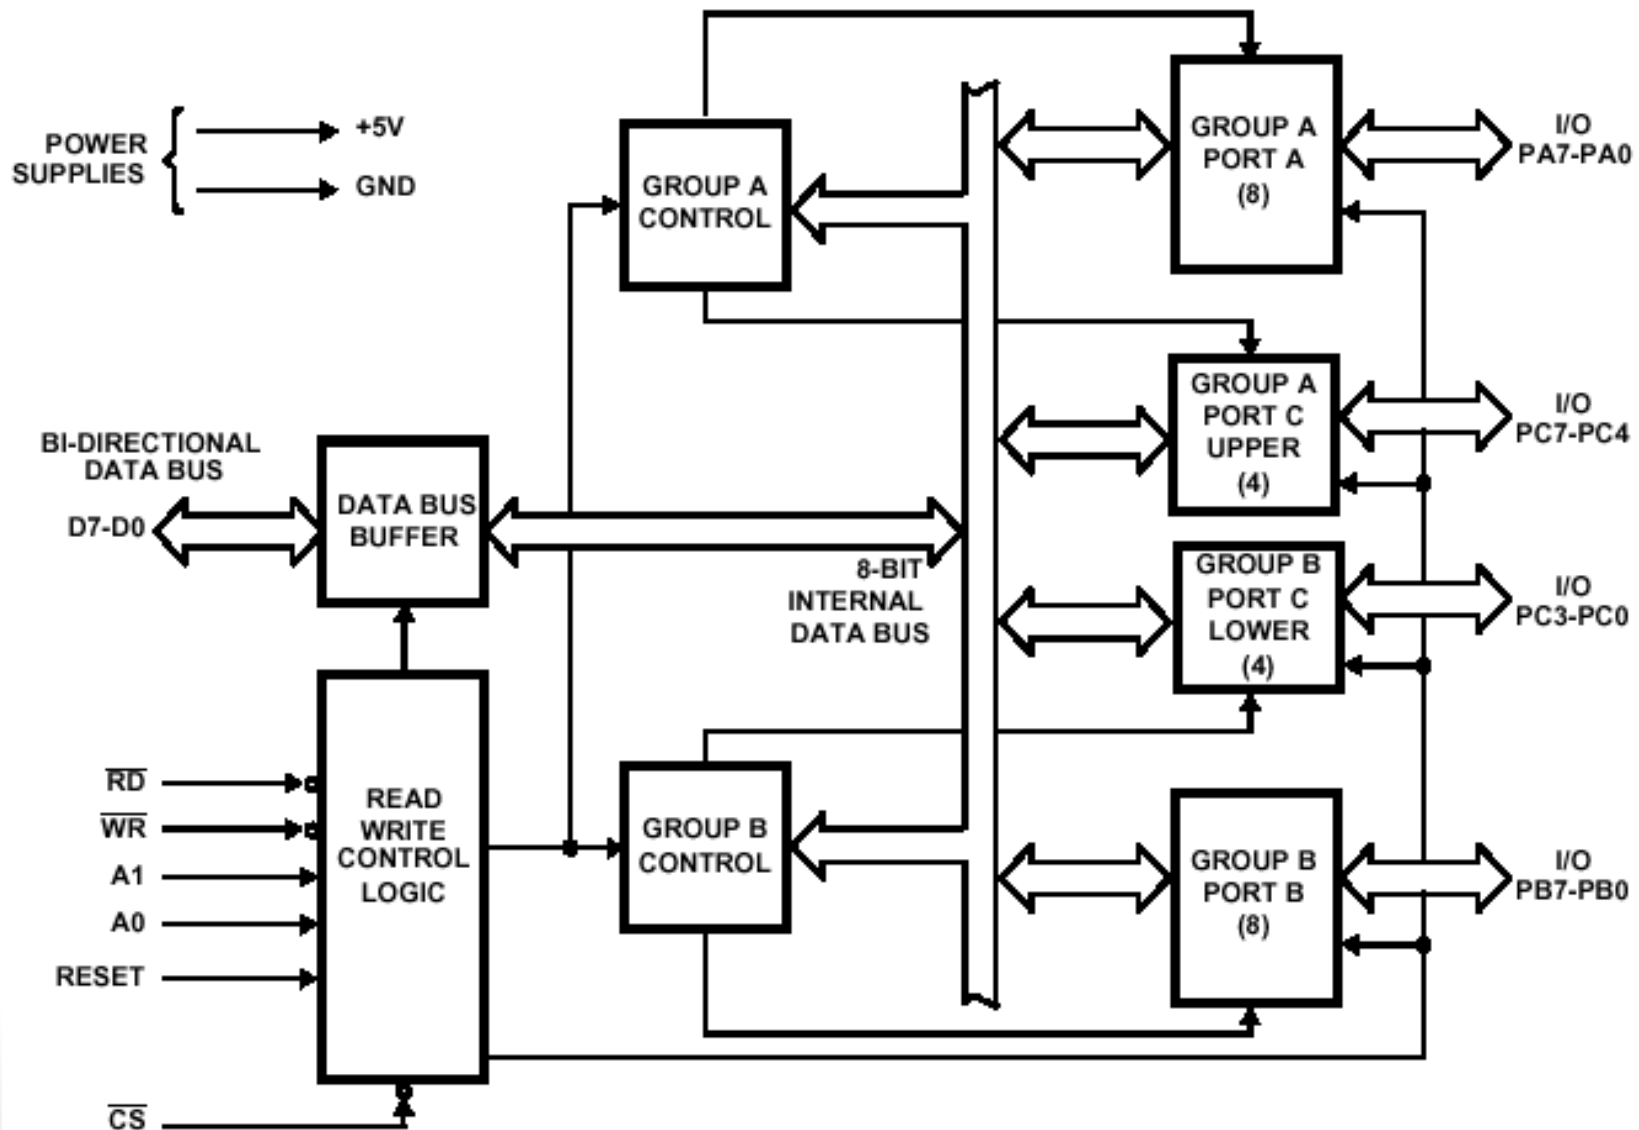 POWER
SUPPLIES
+5V
GND
GROUP A
CONTROL
GROUP A
PORT A
(8)
I/O
PA7-PA0
GROUP A
PORT C
UPPER
(4)
I/O
PC7-PC4
BI-DIRECTIONAL
DATA BUS
D7-D0
DATA BUS
BUFFER
8-BIT
INTERNAL
DATA BUS
GROUP B
PORT C
LOWER
(4)
I/O
PC3-PC0
RD
WR
A1
A0
RESET
CS
READ
WRITE
CONTROL
LOGIC
GROUP B
CONTROL
GROUP B
PORT B
(8)
I/O
PB7-PB0